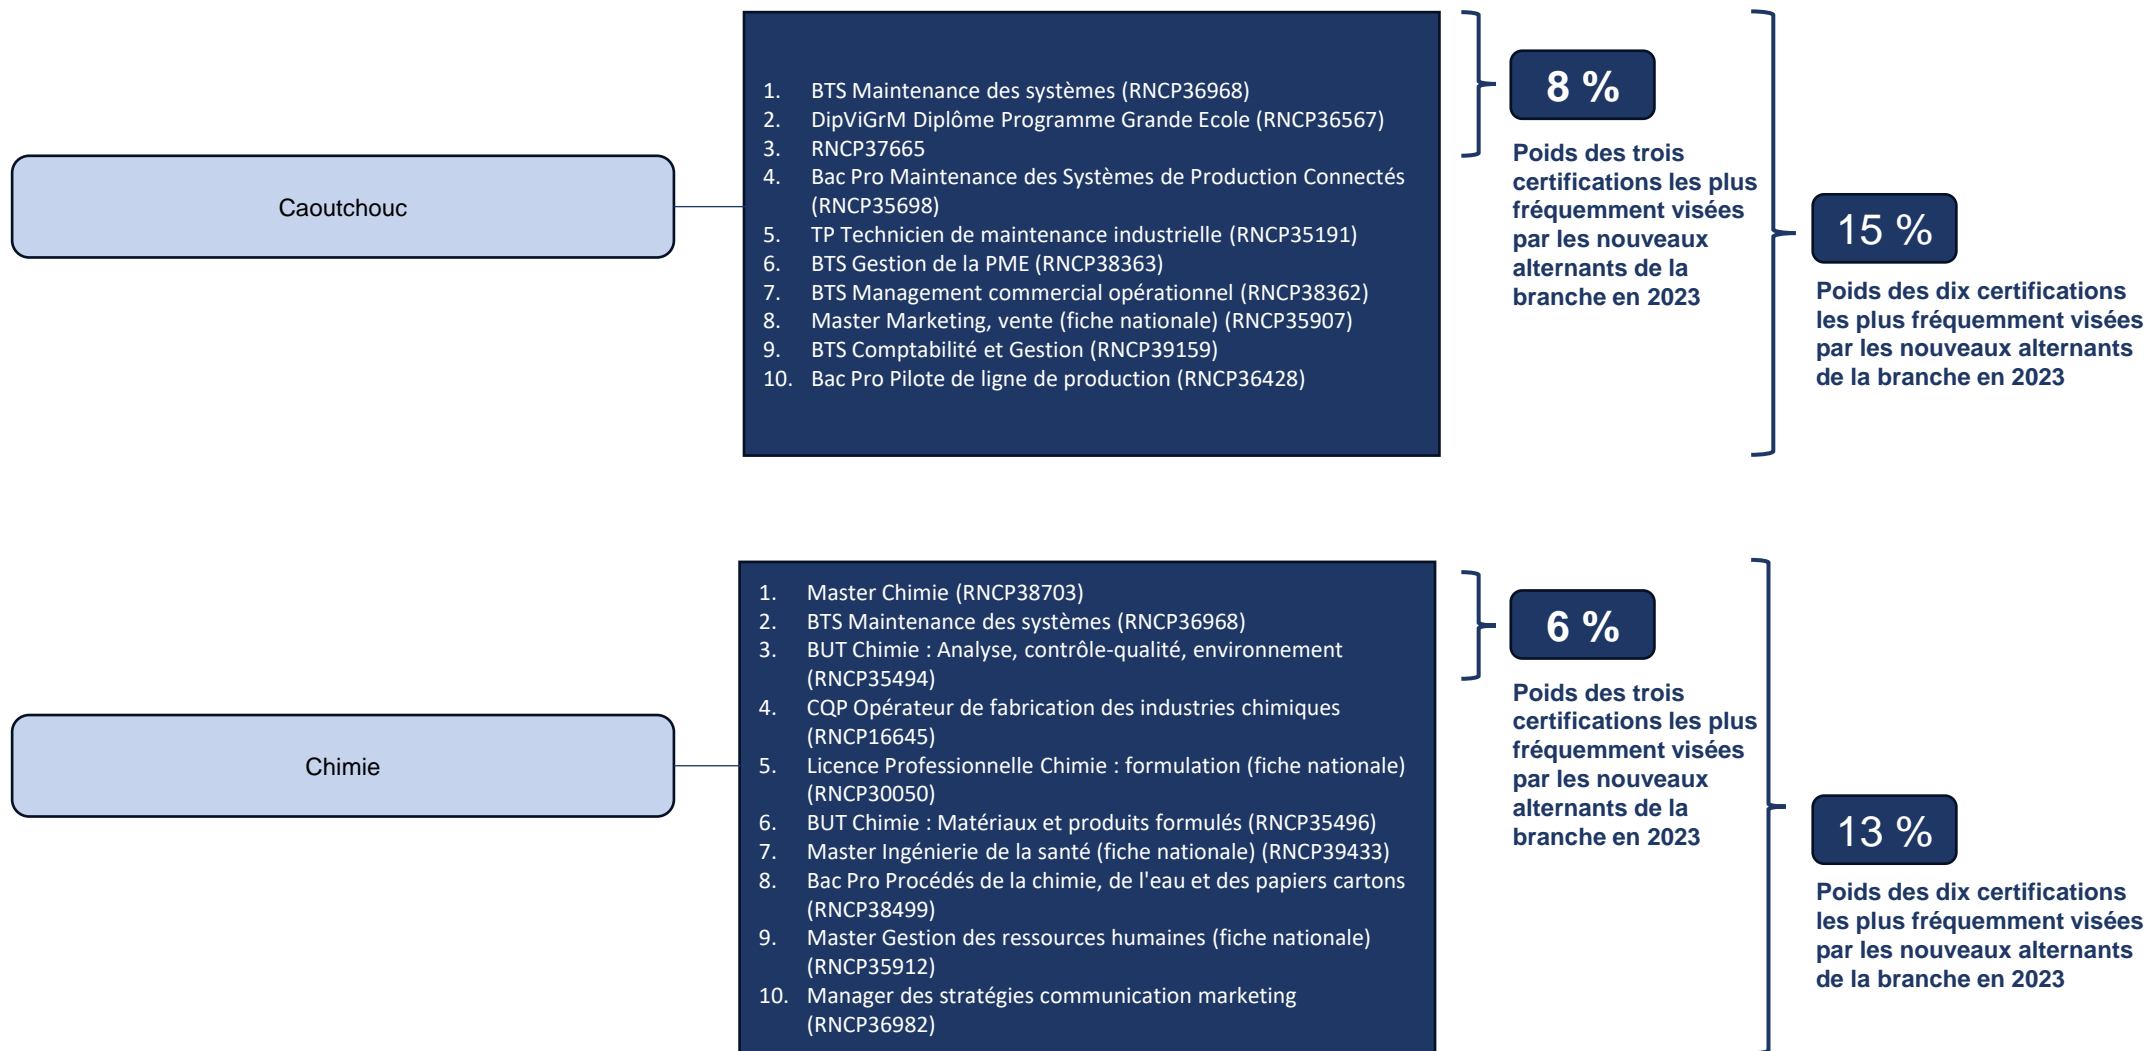 Caoutchouc
1. BTS Maintenance des systèmes (RNCP36968)
2. DipViGrM Diplôme Programme Grande Ecole (RNCP36567)
3. RNCP37665
4. Bac Pro Maintenance des Systèmes de Production Connectés
(RNCP35698)
5. TP Technicien de maintenance industrielle (RNCP35191)
6. BTS Gestion de la PME (RNCP38363)
7. BTS Management commercial opérationnel (RNCP38362)
8. Master Marketing, vente (fiche nationale) (RNCP35907)
9. BTS Comptabilité et Gestion (RNCP39159)
10. Bac Pro Pilote de ligne de production (RNCP36428)
8 %
Poids des trois
certifications les plus
fréquemment visées
par les nouveaux
alternants de la
branche en 2023
15 %
Poids des dix certifications
les plus fréquemment visées
par les nouveaux alternants
de la branche en 2023
Chimie
1. Master Chimie (RNCP38703)
2. BTS Maintenance des systèmes (RNCP36968)
3. BUT Chimie : Analyse, contrôle-qualité, environnement
(RNCP35494)
4. CQP Opérateur de fabrication des industries chimiques
(RNCP16645)
5. Licence Professionnelle Chimie : formulation (fiche nationale)
(RNCP30050)
6. BUT Chimie : Matériaux et produits formulés (RNCP35496)
7. Master Ingénierie de la santé (fiche nationale) (RNCP39433)
8. Bac Pro Procédés de la chimie, de l'eau et des papiers cartons
(RNCP38499)
9. Master Gestion des ressources humaines (fiche nationale)
(RNCP35912)
10. Manager des stratégies communication marketing
(RNCP36982)
6 %
Poids des trois
certifications les plus
fréquemment visées
par les nouveaux
alternants de la
branche en 2023
13 %
Poids des dix certifications
les plus fréquemment visées
par les nouveaux alternants
de la branche en 2023